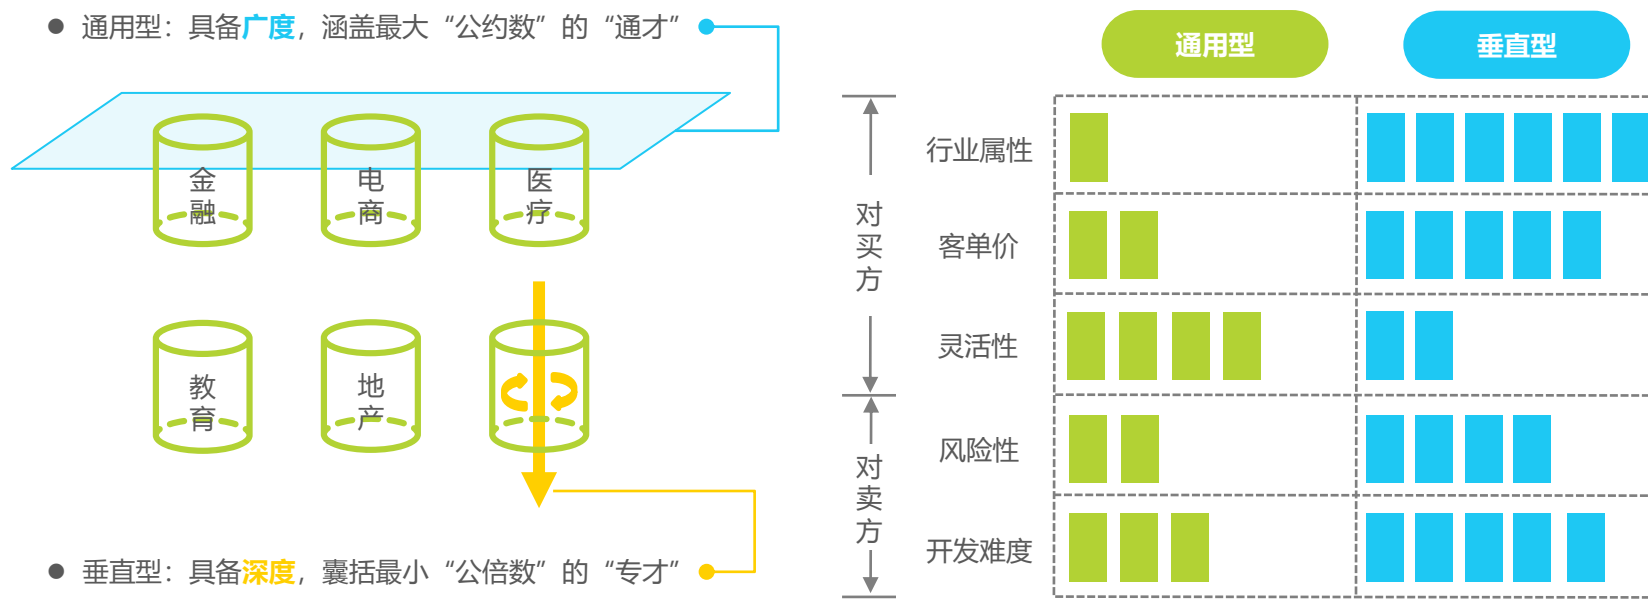 通用型：具备广度，涵盖最大“公约数”的“通才”
金融
电商
医疗
教育
地产
垂直型：具备深度，囊括最小“公倍数”的“专才”
通用型
垂直型
对买方
行业属性
客单价
灵活性
对卖方
风险性
开发难度